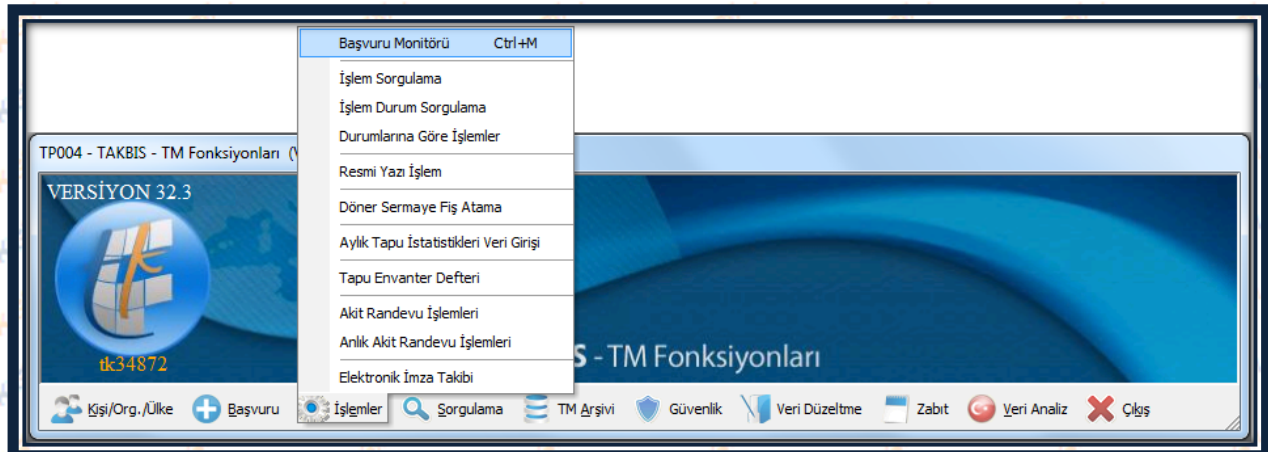 Başvuru Monitörü Ctrl+M
İşlem Sorgulama
İşlem Durum Sorgulama
Durumlarına Göre İşlemler
Resmi Yazı İşlem
Döner Sermaye Fiş Atama
Aylık Tapu İstatistikleri Veri Girişi
Tapu Envanter Defteri
Akit Randevu İşlemleri
Anlık Akit Randevu İşlemleri
Elektronik İmza Takibi
TP004 - TAKBIS - TM Fonksiyonları (
VERSİYON 32.3
tk34872
S - TM Fonksiyonları
Kişi/Org./Ülke Başvuru İşlemler Sorgulama TM Arşivi Güvenlik Veri Düzeltme Zabıt Veri Analiz Çıkış